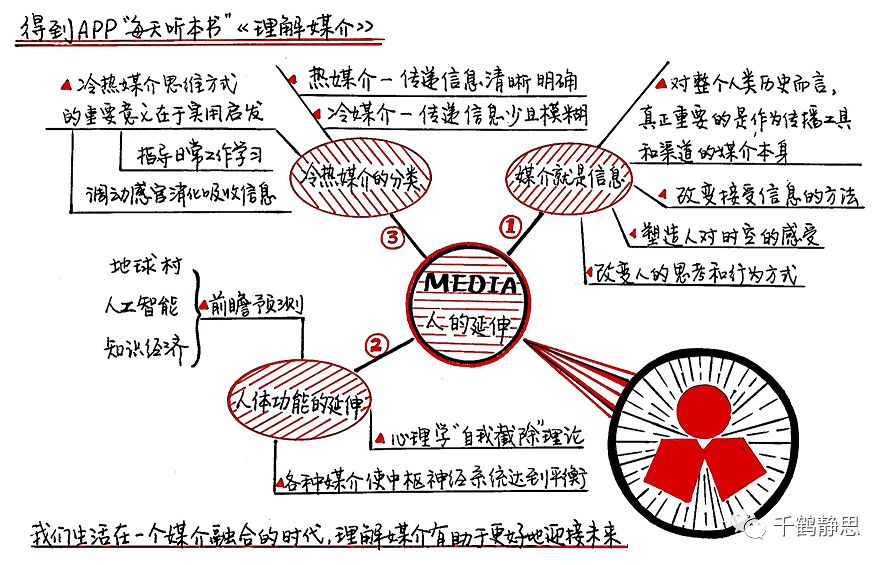 得到APP“每天听本书”《理解媒介》
MEDIA
人的延伸
①
媒介就是信息
对整个人类历史而言，
真正重要的是作为传播工具
和渠道的媒介本身
改变接受信息的方法
塑造人对时空的感受
改变人的思考和行为方式
②
人体功能的延伸
前瞻预测
地球村
人工智能
知识经济
心理学“自我截除”理论
各种媒介使中枢神经系统达到平衡
③
冷热媒介的分类
热媒介－传递信息清晰明确
冷媒介－传递信息少且模糊
冷热媒介思维方式
的重要意义在于实用启发
指导日常工作学习
调动感官消化吸收信息
我们生活在一个媒介融合的时代，理解媒介有助于更好地迎接未来
千鹤静思